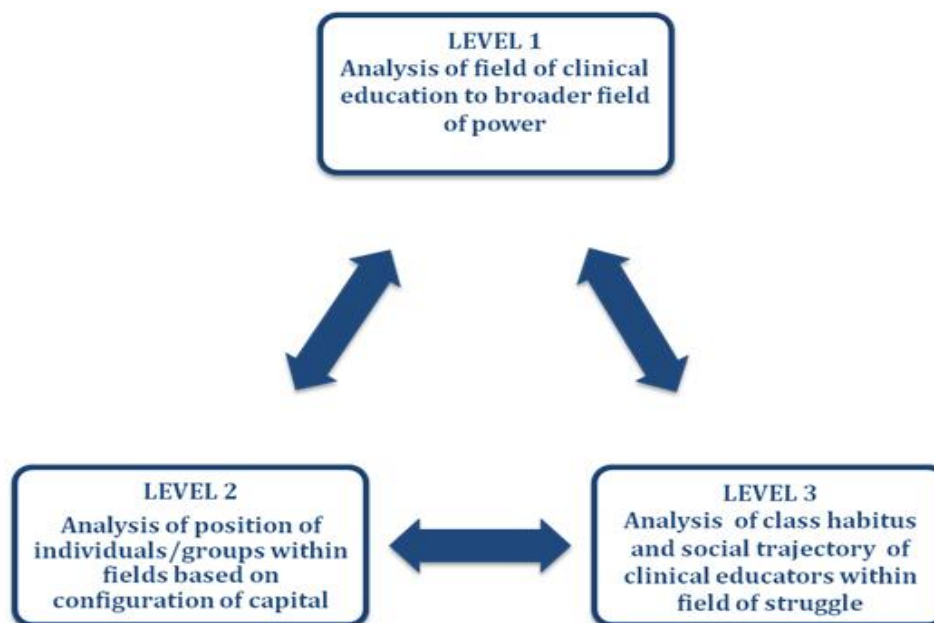 LEVEL 1
Analysis of field of clinical
education to broader field
of power
LEVEL 2
Analysis of position of
individuals/groups within
fields based on
configuration of capital
LEVEL 3
Analysis of class habitus
and social trajectory of
clinical educators within
field of struggle